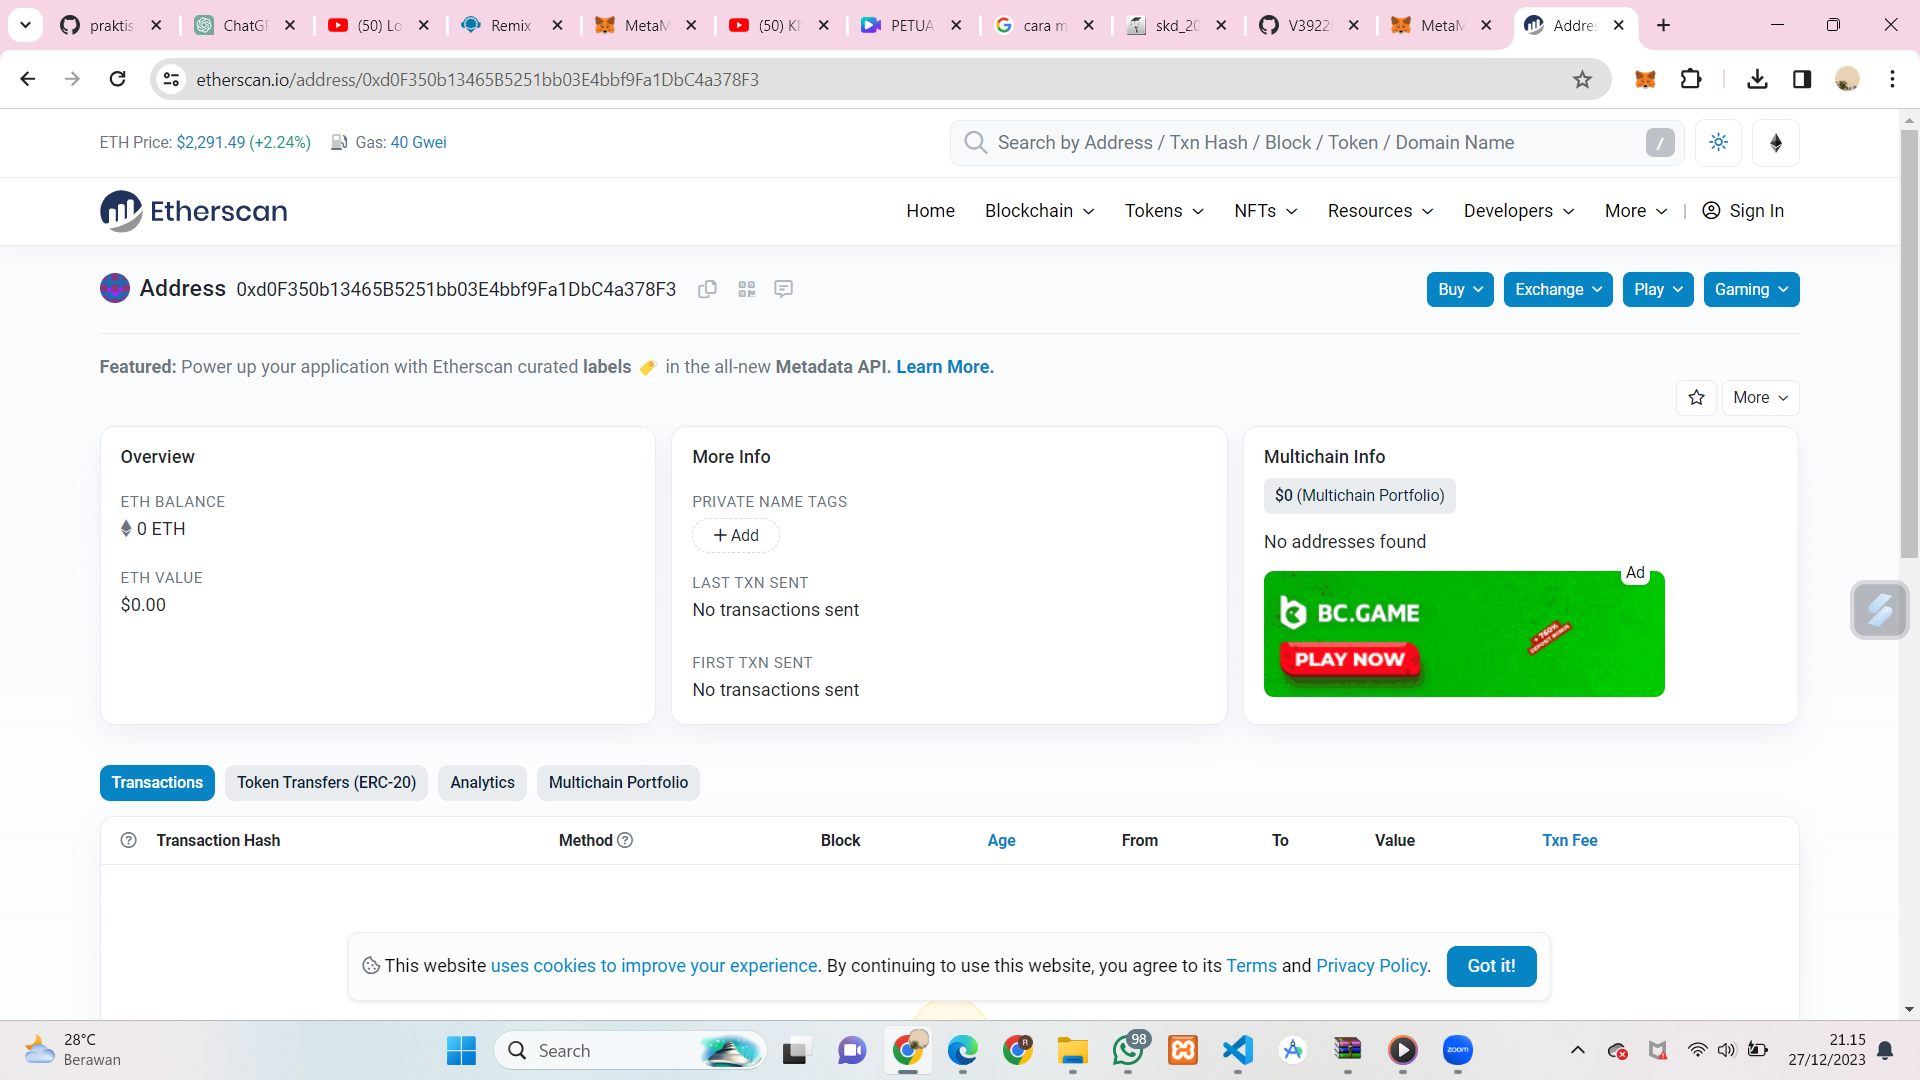 praktis
ChatGP
(50) Lo
Remix
MetaM
(50) KI
PETUA
cara m
skd_20
V3922
MetaM
Addres
etherscan.io/address/0xd0F350b13465B5251bb03E4bbf9Fa1DbC4a378F3
ETH Price: $2,291.49 (+2.24%) Gas: 40 Gwei
Search by Address / Txn Hash / Block / Token / Domain Name /
Etherscan
Home Blockchain Tokens NFTs Resources Developers More | Sign In
Address 0xd0F350b13465B5251bb03E4bbf9Fa1DbC4a378F3
Buy Exchange Play Gaming
Featured: Power up your application with Etherscan curated labels in the all-new Metadata API. Learn More.
More
Overview
ETH BALANCE
0 ETH
ETH VALUE
$0.00
More Info
PRIVATE NAME TAGS
+ Add
LAST TXN SENT
No transactions sent
FIRST TXN SENT
No transactions sent
Multichain Info
$0 (Multichain Portfolio)
No addresses found
Ad
BC.GAME
PLAY NOW
+ 760%
DEPOSIT BONUS
Transactions Token Transfers (ERC-20) Analytics Multichain Portfolio
Transaction Hash Method Block Age From To Value Txn Fee
This website uses cookies to improve your experience. By continuing to use this website, you agree to its Terms and Privacy Policy. Got it!
28°C
Berawan
Search
R
98
zoom
21.15
27/12/2023